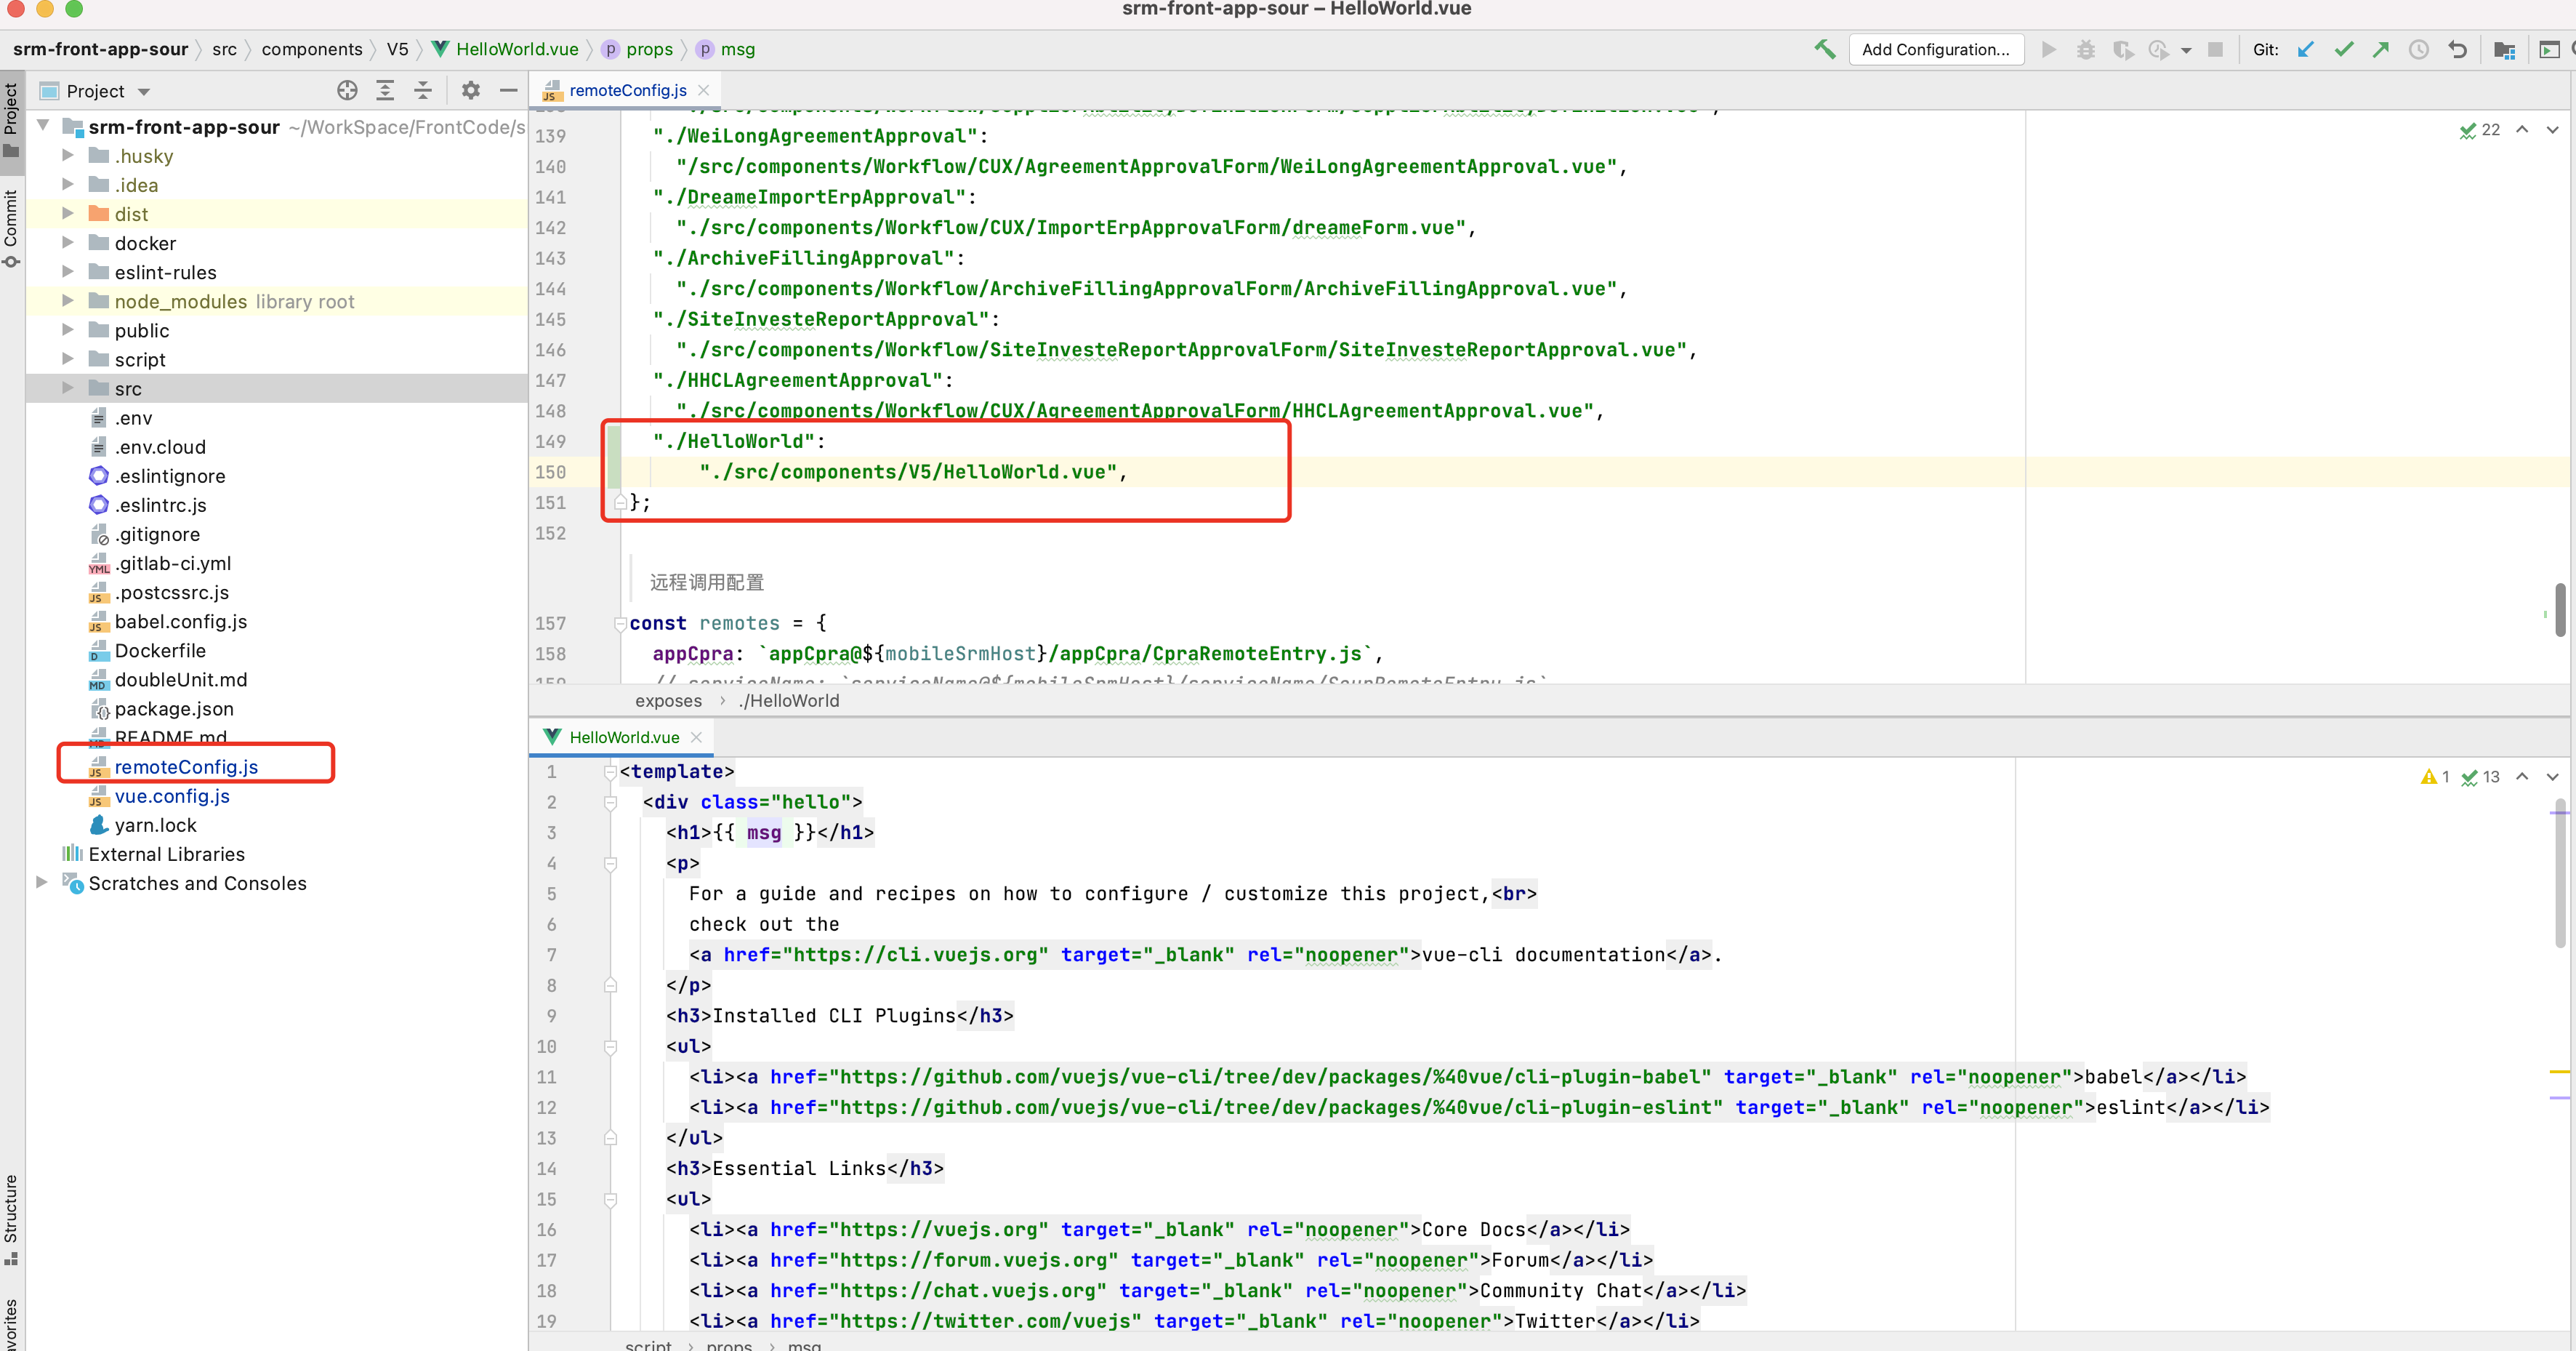 srm-front-app-sour – HelloWorld.vue
srm-front-app-sour src components V5 HelloWorld.vue p props p msg
Add Configuration...
Git:
Project
Commit
Structure
Project
srm-front-app-sour ~/WorkSpace/FrontCode/s
.husky
.idea
dist
docker
eslint-rules
node_modules library root
public
script
src
.env
.env.cloud
.eslintignore
.eslintrc.js
.gitignore
.gitlab-ci.yml
.postcssrc.js
babel.config.js
Dockerfile
doubleUnit.md
package.json
README.md
remoteConfig.js
vue.config.js
yarn.lock
External Libraries
Scratches and Consoles
remoteConfig.js
22
139 "./WeiLongAgreementApproval":
140 "/src/components/Workflow/CUX/AgreementApprovalForm/WeiLongAgreementApproval.vue",
141 "./DreameImportErpApproval":
142 "./src/components/Workflow/CUX/ImportErpApprovalForm/dreameForm.vue",
143 "./ArchiveFillingApproval":
144 "./src/components/Workflow/ArchiveFillingApprovalForm/ArchiveFillingApproval.vue",
145 "./SiteInvesteReportApproval":
146 "./src/components/Workflow/SiteInvesteReportApprovalForm/SiteInvesteReportApproval.vue",
147 "./HHCLAgreementApproval":
148 "./src/components/Workflow/CUX/AgreementApprovalForm/HHCLAgreementApproval.vue",
149 "./HelloWorld":
150 "./src/components/V5/HelloWorld.vue",
151 };
152
远程调用配置
157 const remotes = {
158 appCpra: `appCpra@${mobileSrmHost}/appCpra/CpraRemoteEntry.js`,
exposes › ./HelloWorld
HelloWorld.vue
1 13
1 <template>
2 <div class="hello">
3 <h1>{{ msg }}</h1>
4 <p>
5 For a guide and recipes on how to configure / customize this project,<br>
6 check out the
7 <a href="https://cli.vuejs.org" target="_blank" rel="noopener">vue-cli documentation</a>.
8 </p>
9 <h3>Installed CLI Plugins</h3>
10 <ul>
11 <li><a href="https://github.com/vuejs/vue-cli/tree/dev/packages/%40vue/cli-plugin-babel" target="_blank" rel="noopener">babel</a></li>
12 <li><a href="https://github.com/vuejs/vue-cli/tree/dev/packages/%40vue/cli-plugin-eslint" target="_blank" rel="noopener">eslint</a></li>
13 </ul>
14 <h3>Essential Links</h3>
15 <ul>
16 <li><a href="https://vuejs.org" target="_blank" rel="noopener">Core Docs</a></li>
17 <li><a href="https://forum.vuejs.org" target="_blank" rel="noopener">Forum</a></li>
18 <li><a href="https://chat.vuejs.org" target="_blank" rel="noopener">Community Chat</a></li>
19 <li><a href="https://twitter.com/vuejs" target="_blank" rel="noopener">Twitter</a></li>
script › props › msg